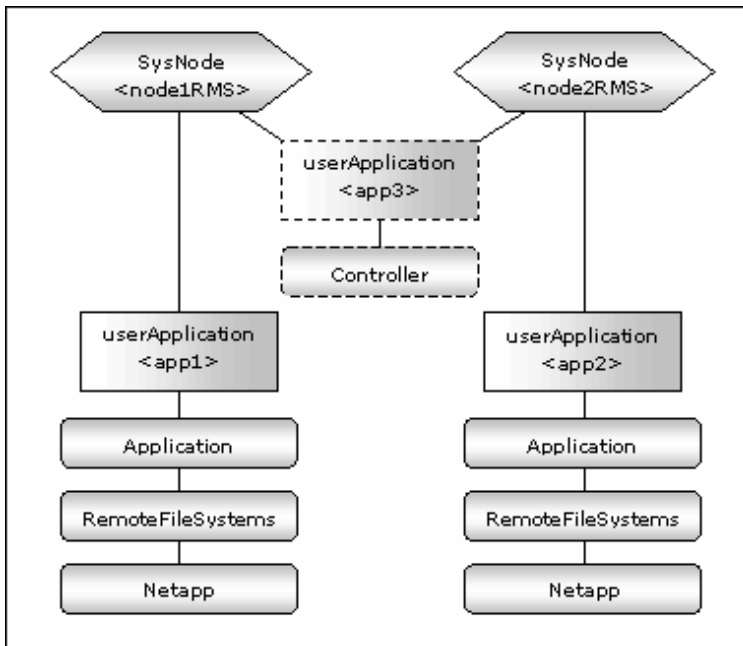 SysNode
<node1RMS>
SysNode
<node2RMS>
userApplication
<app3>
Controller
userApplication
<app1>
userApplication
<app2>
Application
Application
RemoteFileSystems
RemoteFileSystems
Netapp
Netapp